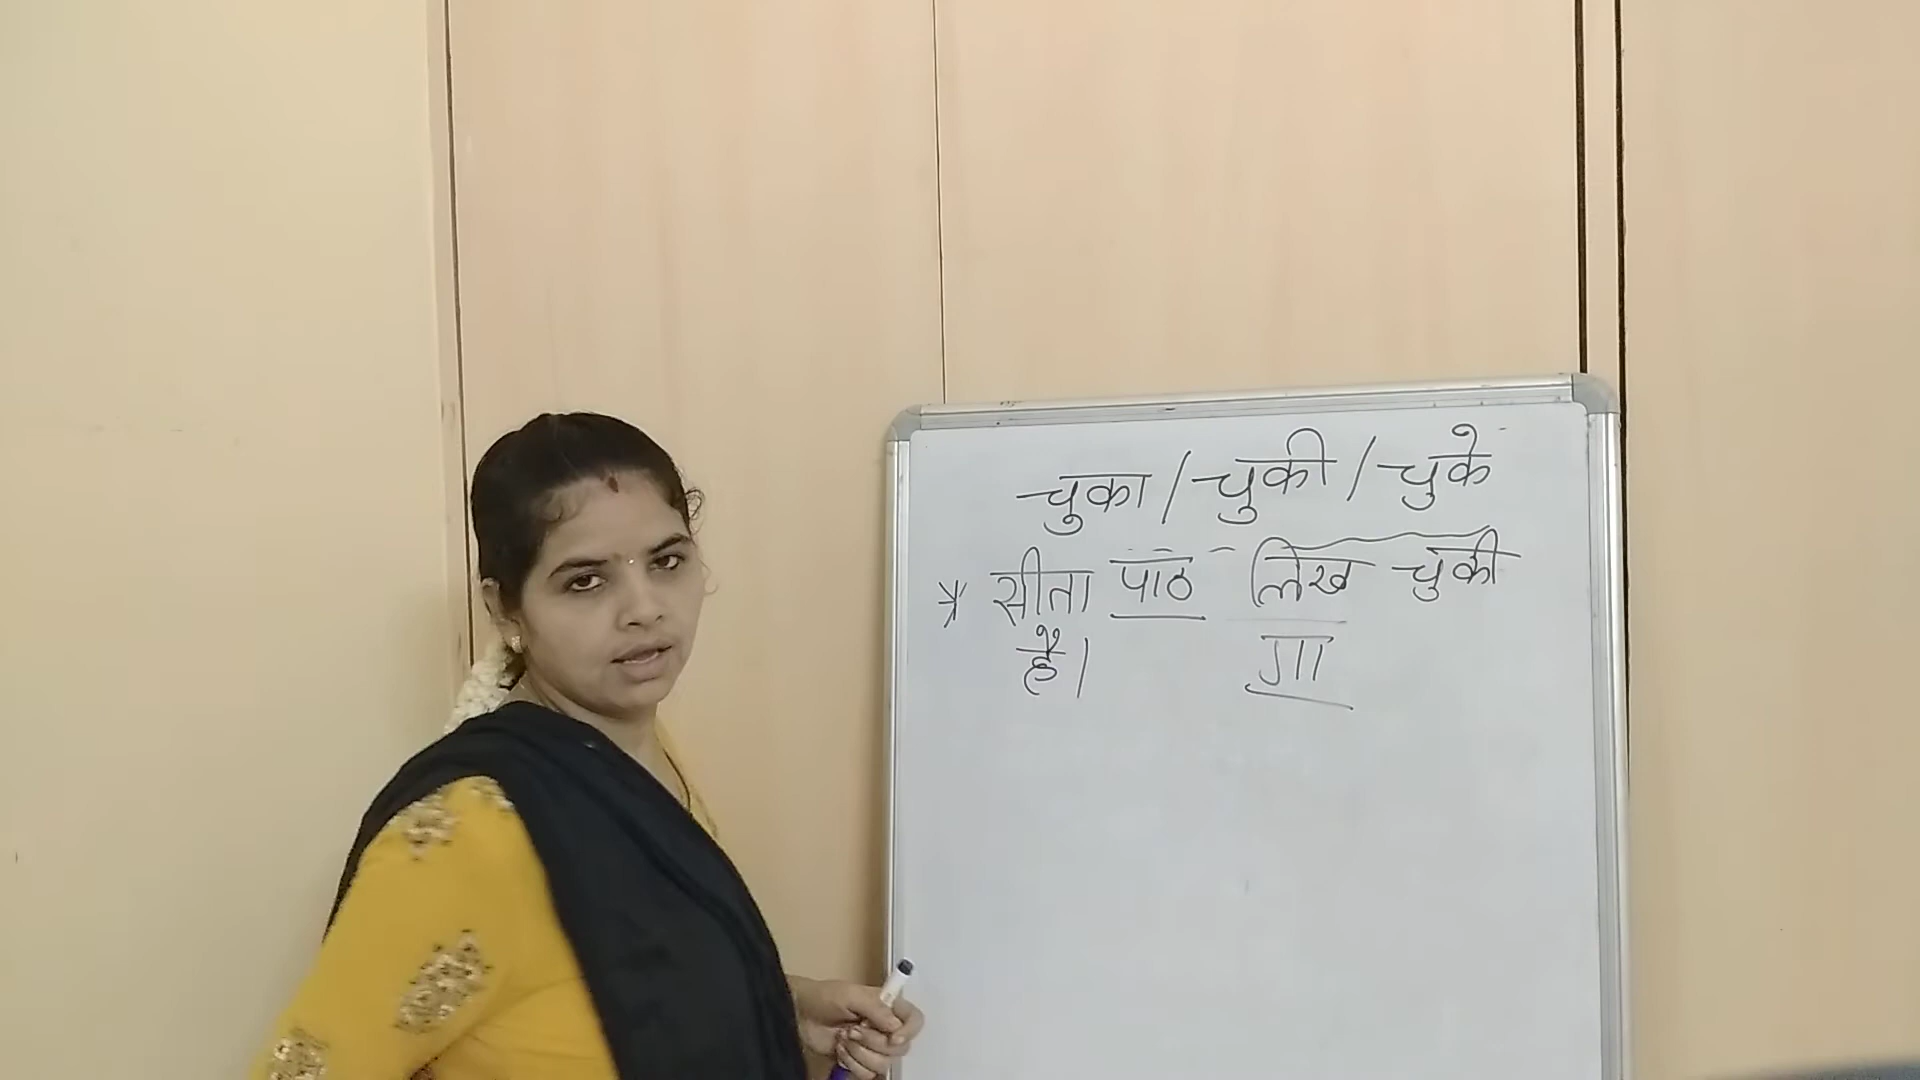 चुका / चुकी / चुके
* सीता पाठ लिख चुकी
है। गा